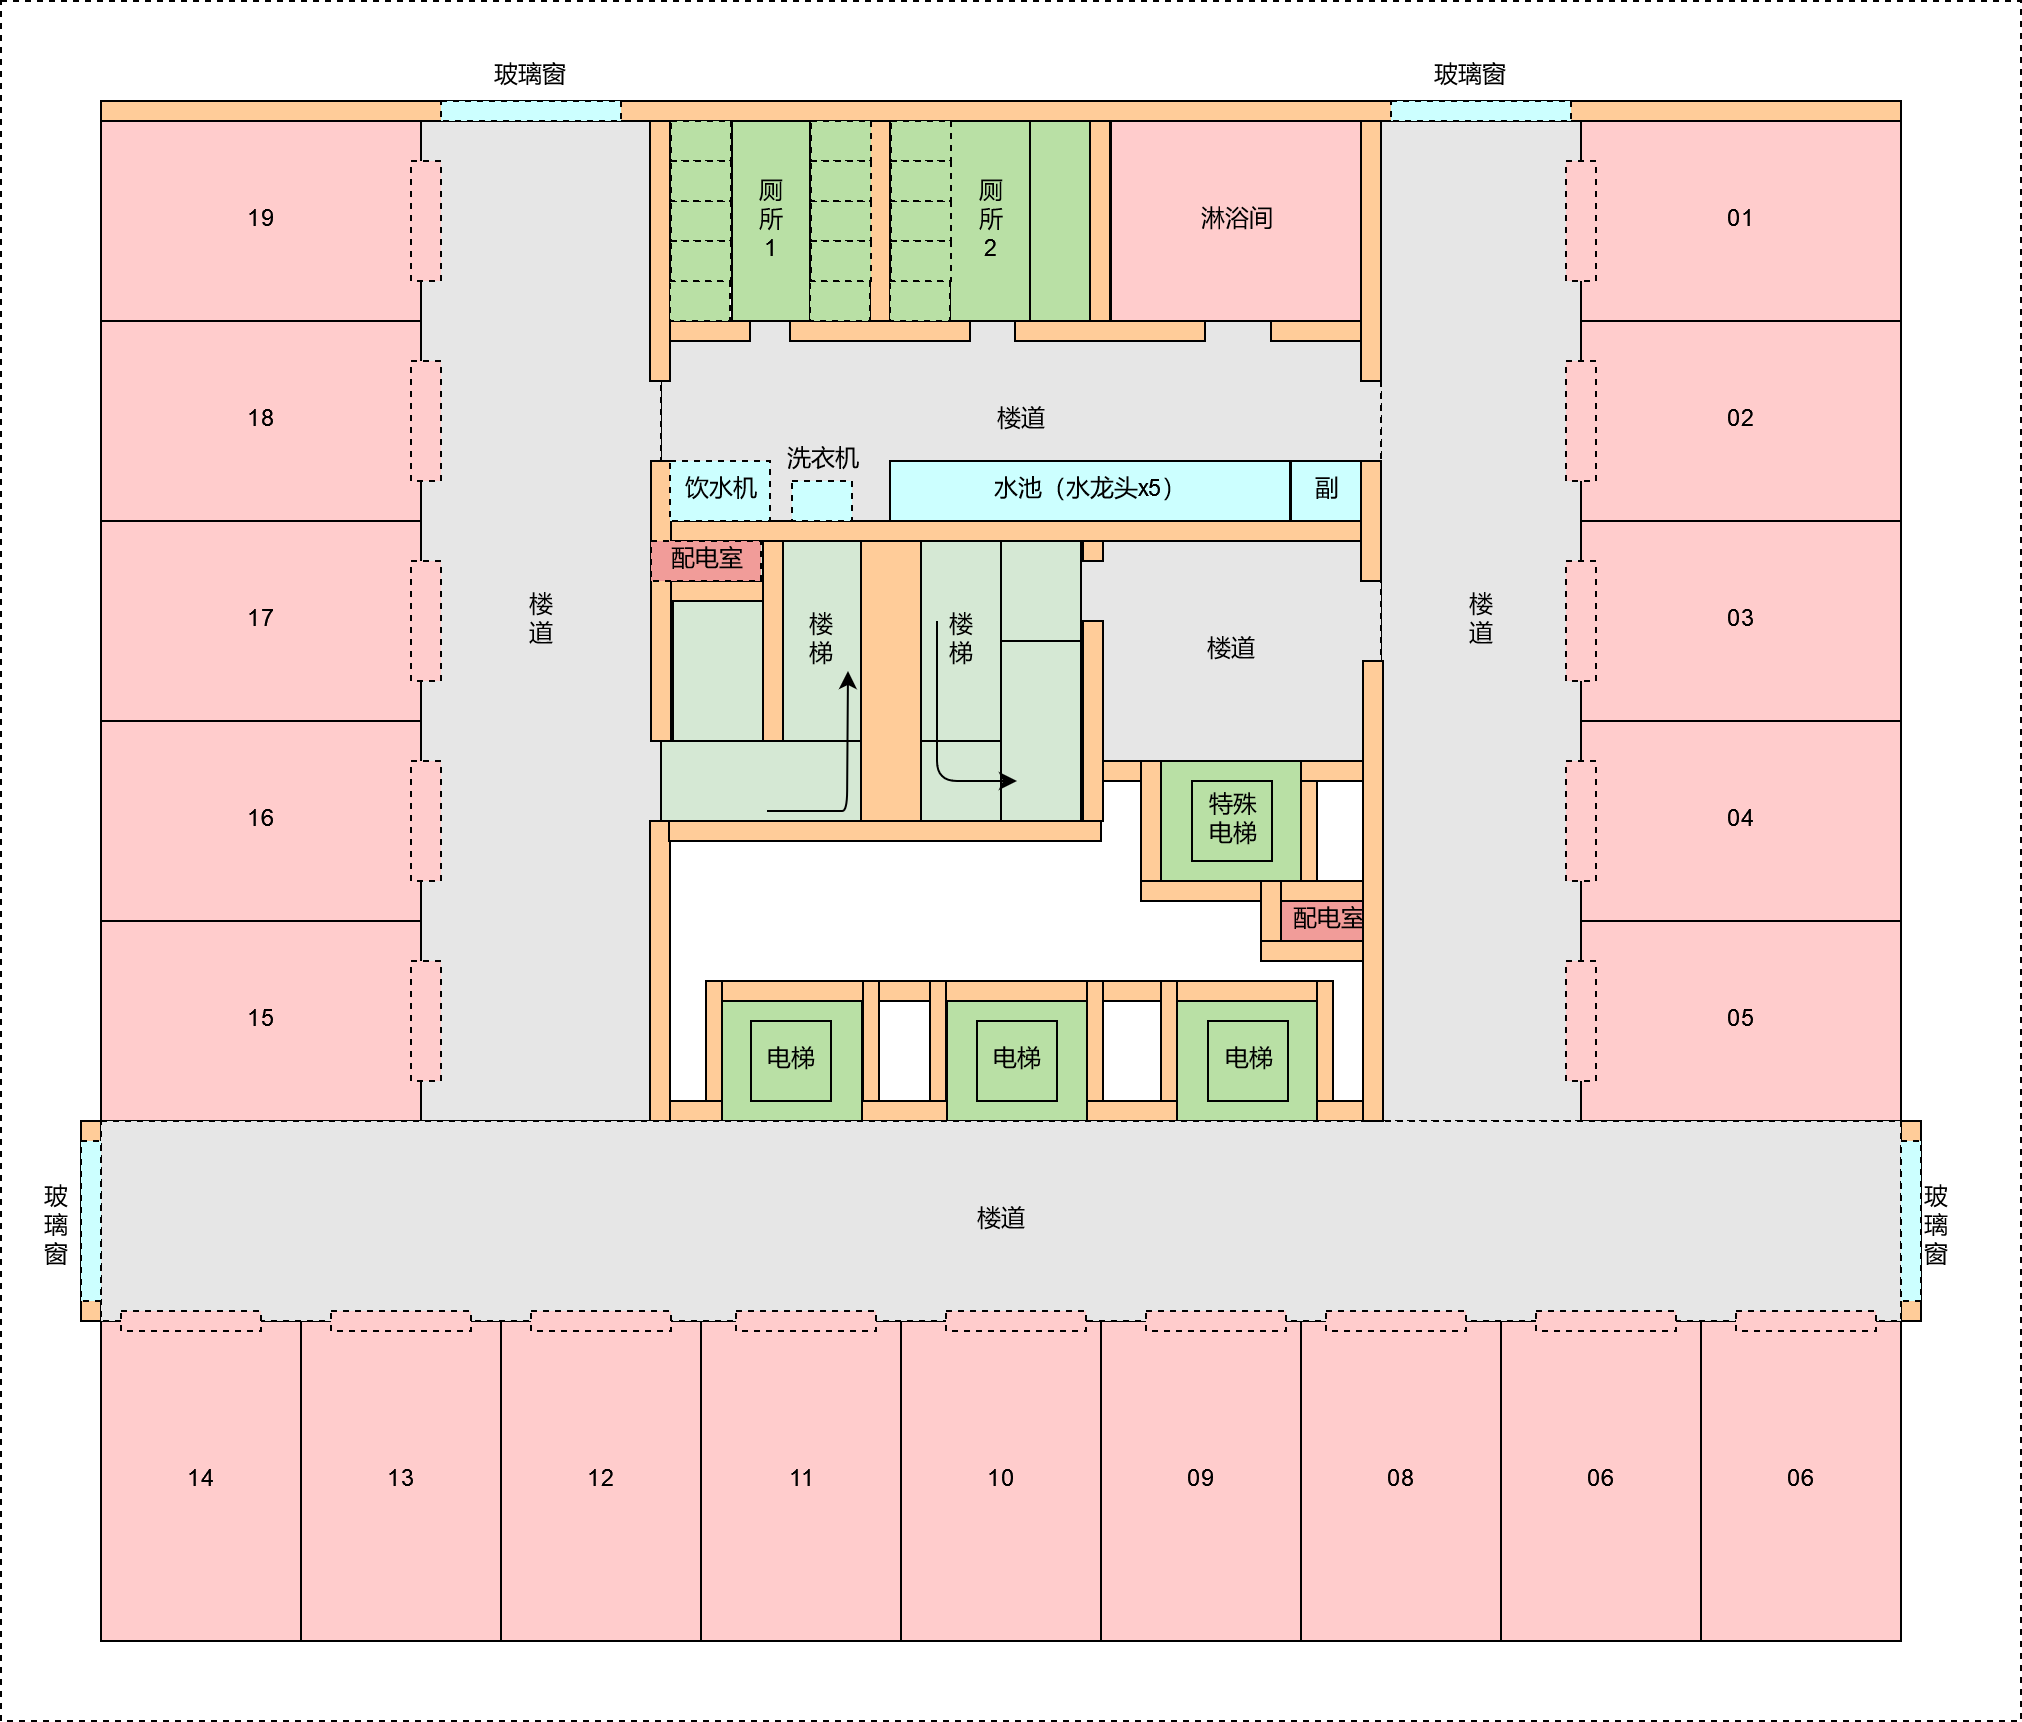 玻璃窗
玻璃窗
19
厕
所
1
厕
所
2
淋浴间
01
18
楼道
02
洗衣机
饮水机
水池（水龙头x5）
副
配电室
17
楼
道
楼
梯
楼
梯
楼道
楼
道
03
16
特殊
电梯
04
配电室
15
电梯
电梯
电梯
05
玻
璃
窗
楼道
玻
璃
窗
14
13
12
11
10
09
08
06
06